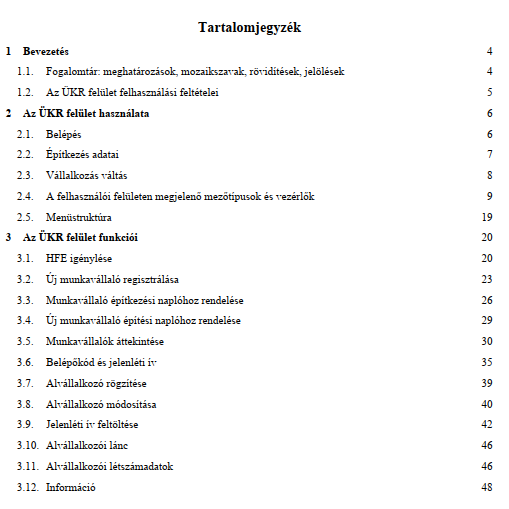 Tartalomjegyzék
1 Bevezetés 4
1.1. Fogalomtár: meghatározások, mozaikszavak, rövidítések, jelölések 4
1.2. Az ÜKR felület felhasználási feltételei 5
2 Az ÜKR felület használata 6
2.1. Belépés 6
2.2. Építkezés adatai 7
2.3. Vállalkozás váltás 8
2.4. A felhasználói felületen megjelenő mezőtípusok és vezérlők 9
2.5. Menüstruktúra 19
3 Az ÜKR felület funkciói 20
3.1. HFE igénylése 20
3.2. Új munkavállaló regisztrálása 23
3.3. Munkavállaló építkezési naplóhoz rendelése 26
3.4. Új munkavállaló építési naplóhoz rendelése 29
3.5. Munkavállalók áttekintése 30
3.6. Belépőkód és jelenléti ív 35
3.7. Alvállalkozó rögzítése 39
3.8. Alvállalkozó módosítása 40
3.9. Jelenléti ív feltöltése 42
3.10. Alvállalkozói lánc 46
3.11. Alvállalkozói létszámadatok 46
3.12. Információ 48